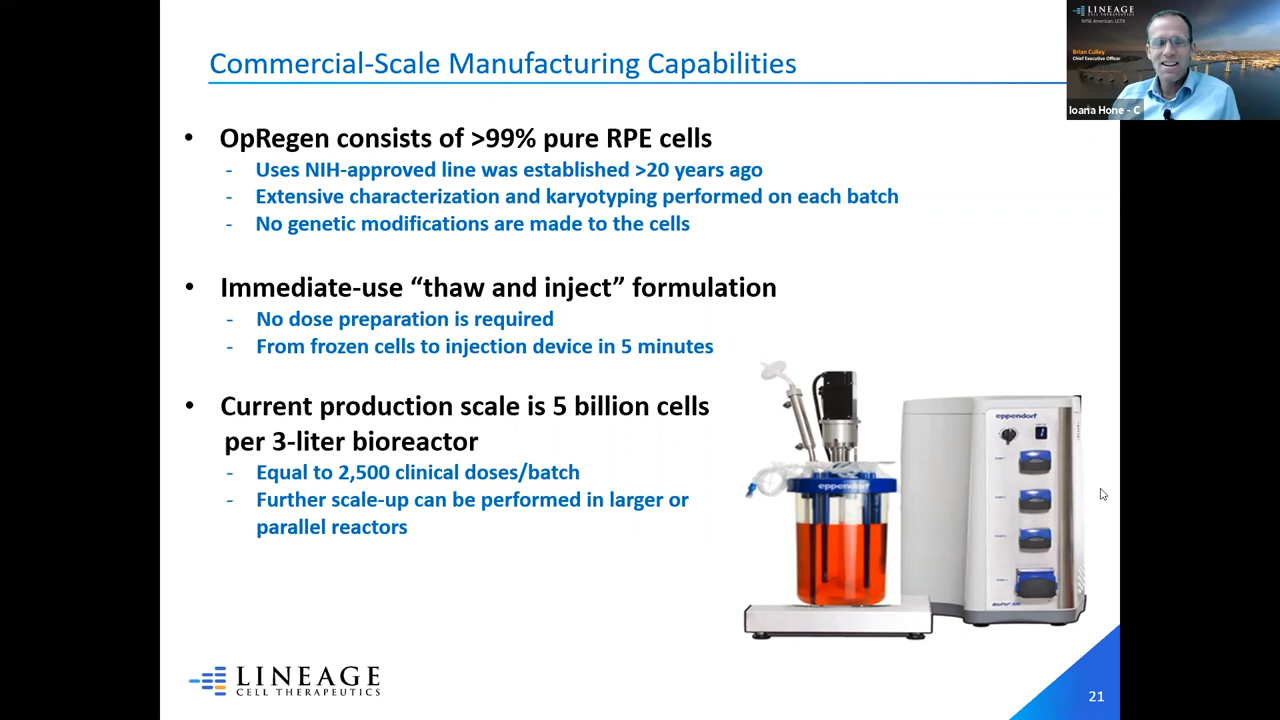 Commercial-Scale Manufacturing Capabilities
LINEAGE
CELL THERAPEUTICS
NYSE American: LCTX
Brian Culley
Chief Executive Officer
Ioana Hone - C
• OpRegen consists of >99% pure RPE cells
- Uses NIH-approved line was established >20 years ago
- Extensive characterization and karyotyping performed on each batch
- No genetic modifications are made to the cells
• Immediate-use “thaw and inject” formulation
- No dose preparation is required
- From frozen cells to injection device in 5 minutes
• Current production scale is 5 billion cells
per 3-liter bioreactor
- Equal to 2,500 clinical doses/batch
- Further scale-up can be performed in larger or
parallel reactors
eppendorf
eppendorf
LINEAGE
CELL THERAPEUTICS
21